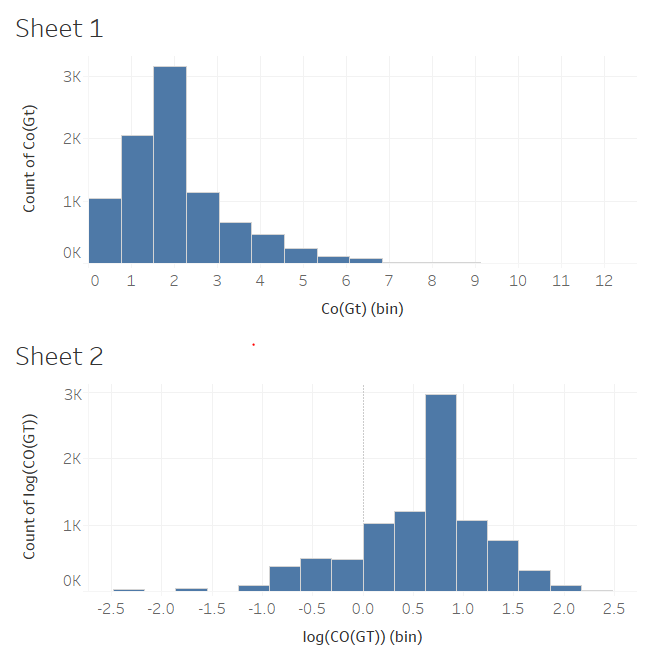 Sheet 1
3K
2K
1K
0K
Count of Co(Gt)
0 1 2 3 4 5 6 7 8 9 10 11 12
Co(Gt) (bin)
Sheet 2
3K
2K
1K
0K
Count of log(CO(GT))
-2.5 -2.0 -1.5 -1.0 -0.5 0.0 0.5 1.0 1.5 2.0 2.5
log(CO(GT)) (bin)